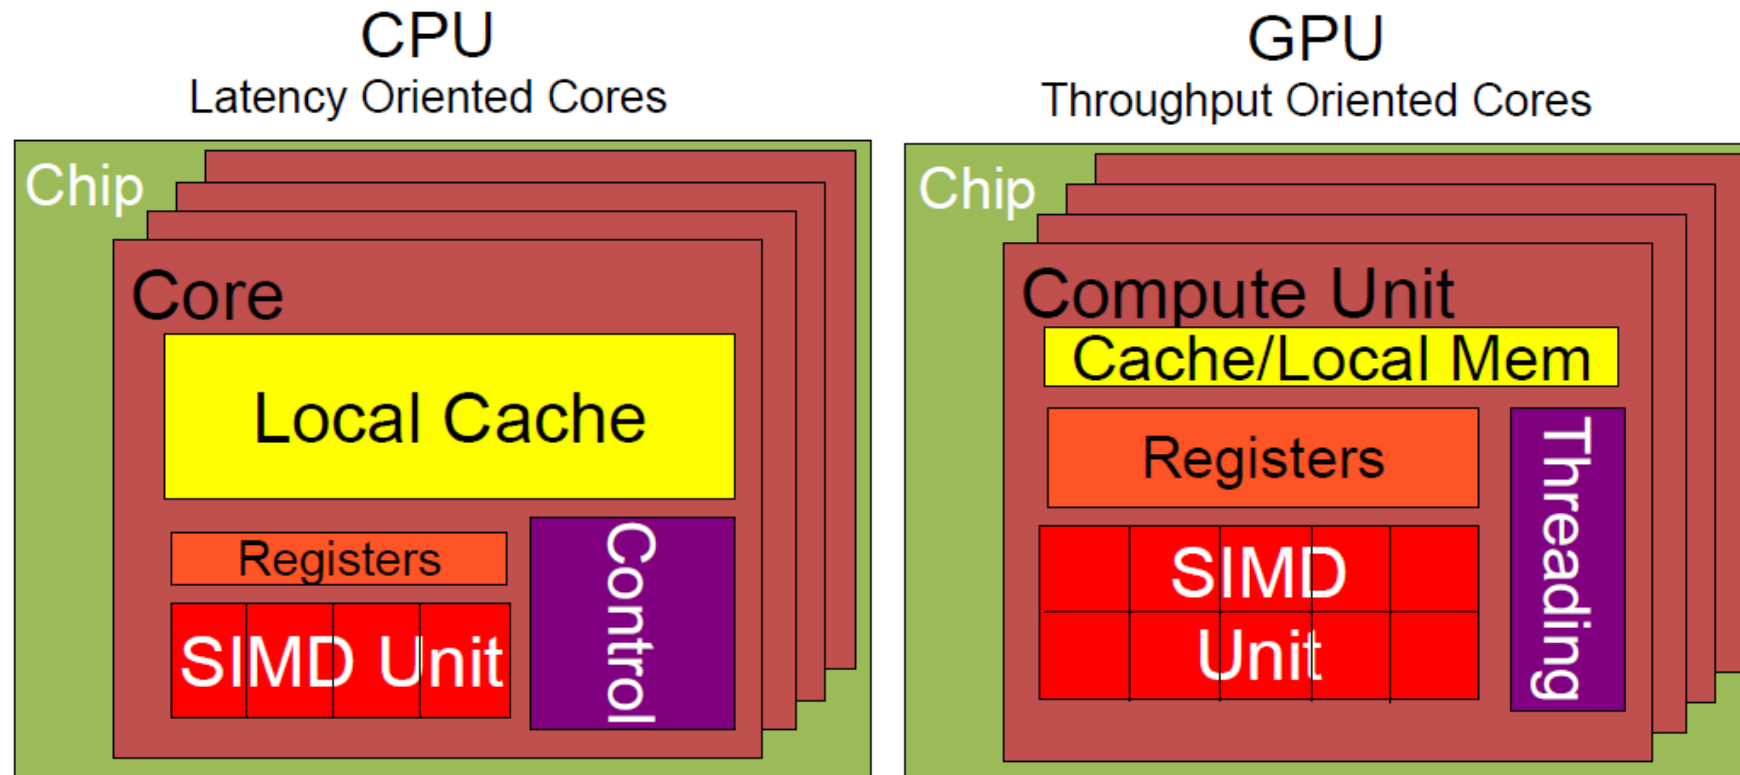 CPU
Latency Oriented Cores
Chip
Core
Local Cache
Registers
SIMD Unit
Control
GPU
Throughput Oriented Cores
Chip
Compute Unit
Cache/Local Mem
Registers
SIMD
Unit
Threading